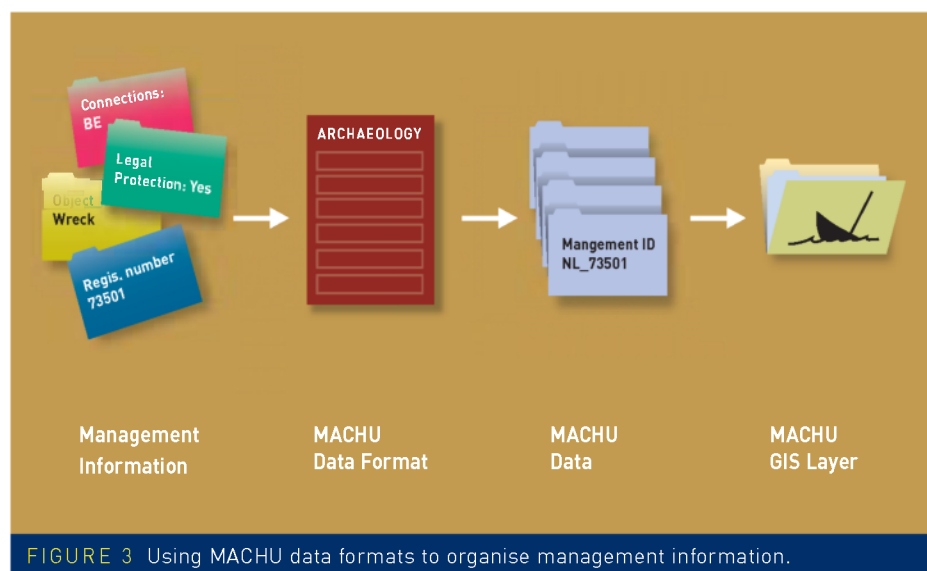 Connections:
BE
Legal
Protection: Yes
Object
Wreck
Regis. number
73501
ARCHAEOLOGY
Mangement ID
NL_73501
Management
Information
MACHU
Data Format
MACHU
Data
MACHU
GIS Layer
FIGURE 3 Using MACHU data formats to organise management information.